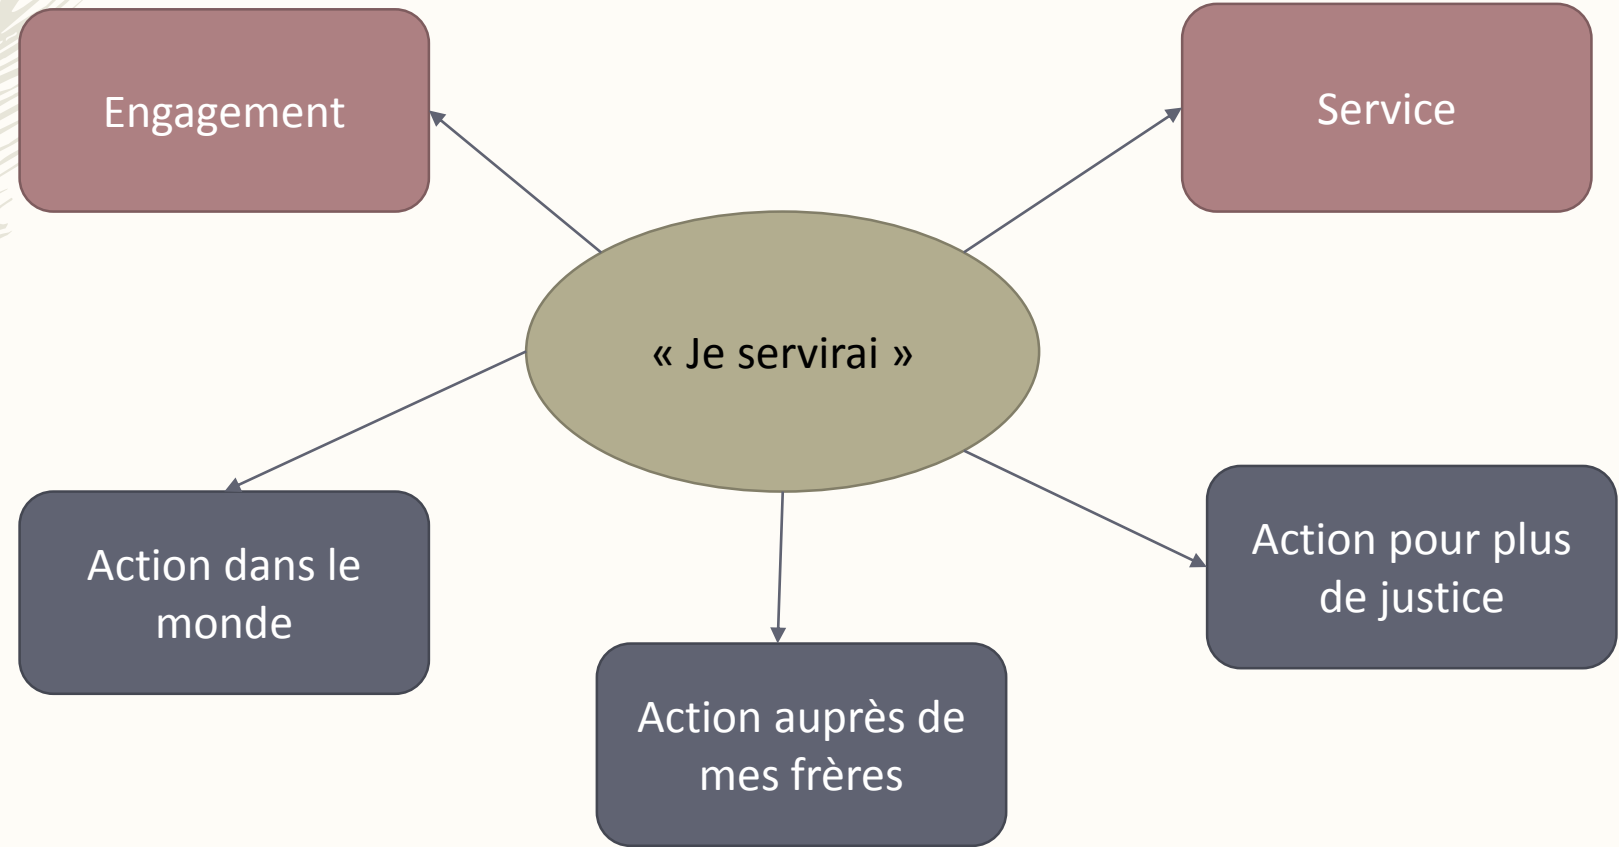 Engagement
Service
« Je servirai »
Action dans le
monde
Action auprès de
mes frères
Action pour plus
de justice